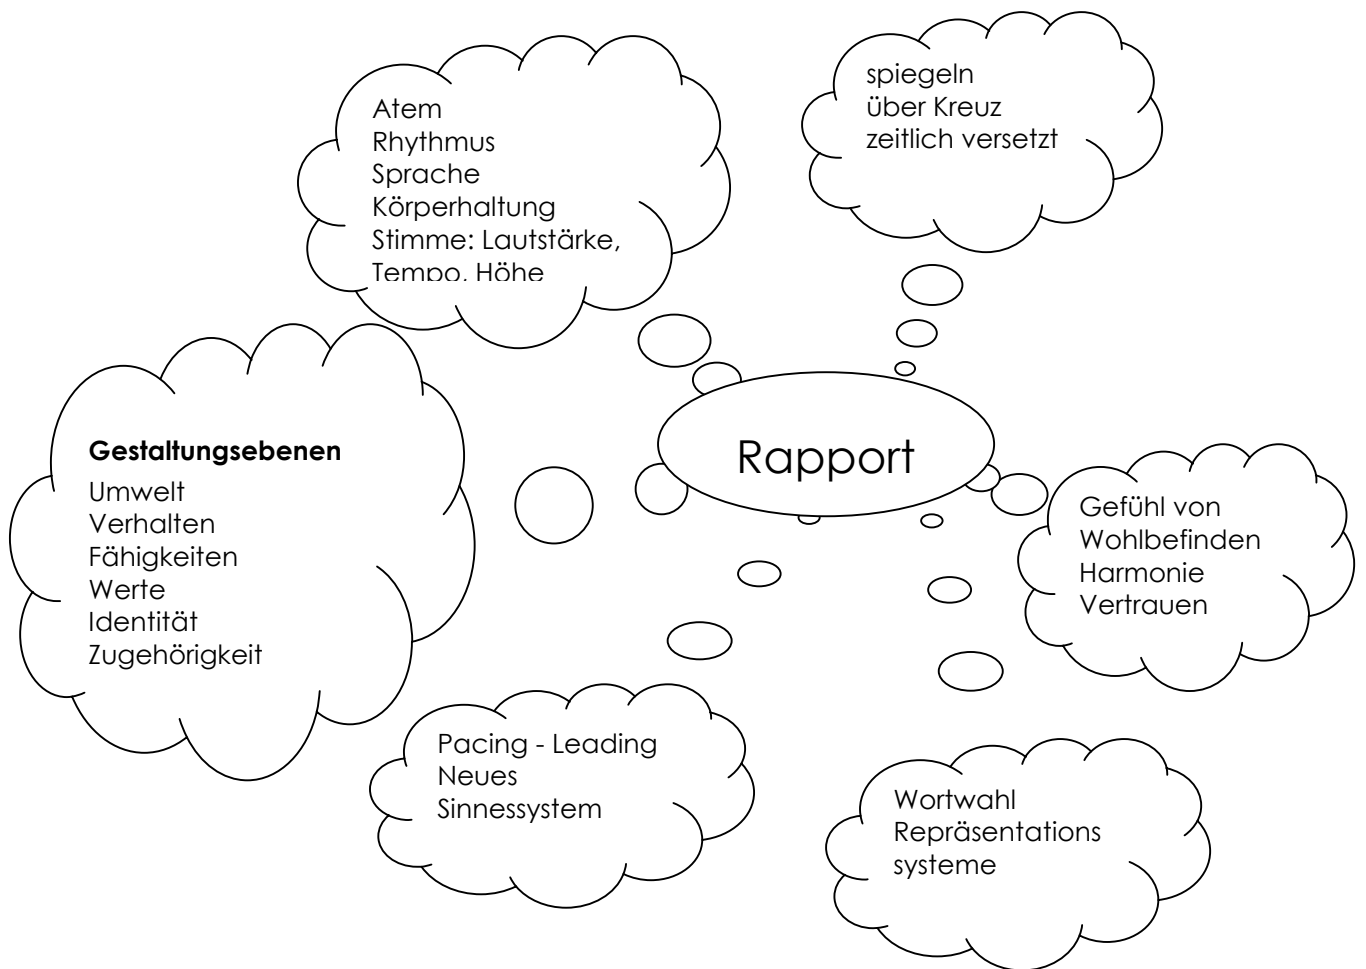 Atem
Rhythmus
Sprache
Körperhaltung
Stimme: Lautstärke,
Tempo, Höhe
spiegeln
über Kreuz
zeitlich versetzt
Gestaltungsebenen
Umwelt
Verhalten
Fähigkeiten
Werte
Identität
Zugehörigkeit
Rapport
Gefühl von
Wohlbefinden
Harmonie
Vertrauen
Pacing - Leading
Neues
Sinnessystem
Wortwahl
Repräsentations
systeme